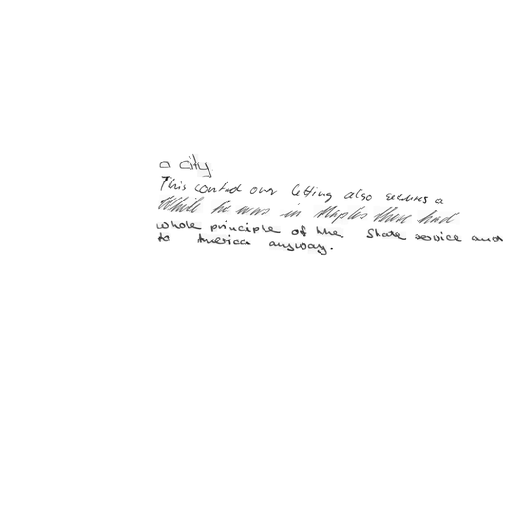 a city
This control over letting also secures a
While he was in Naples there had
whole principle of the State service and
to America anyway.